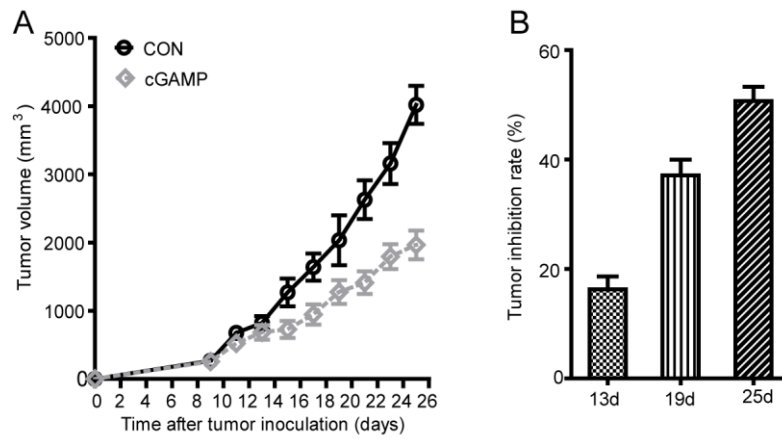 A
Tumor volume (mm³)
5000
4000
3000
2000
1000
0
CON
cGAMP
0 2 4 6 8 10 12 14 16 18 20 22 24 26
Time after tumor inoculation (days)
B
Tumor inhibition rate (%)
60
40
20
0
13d 19d 25d